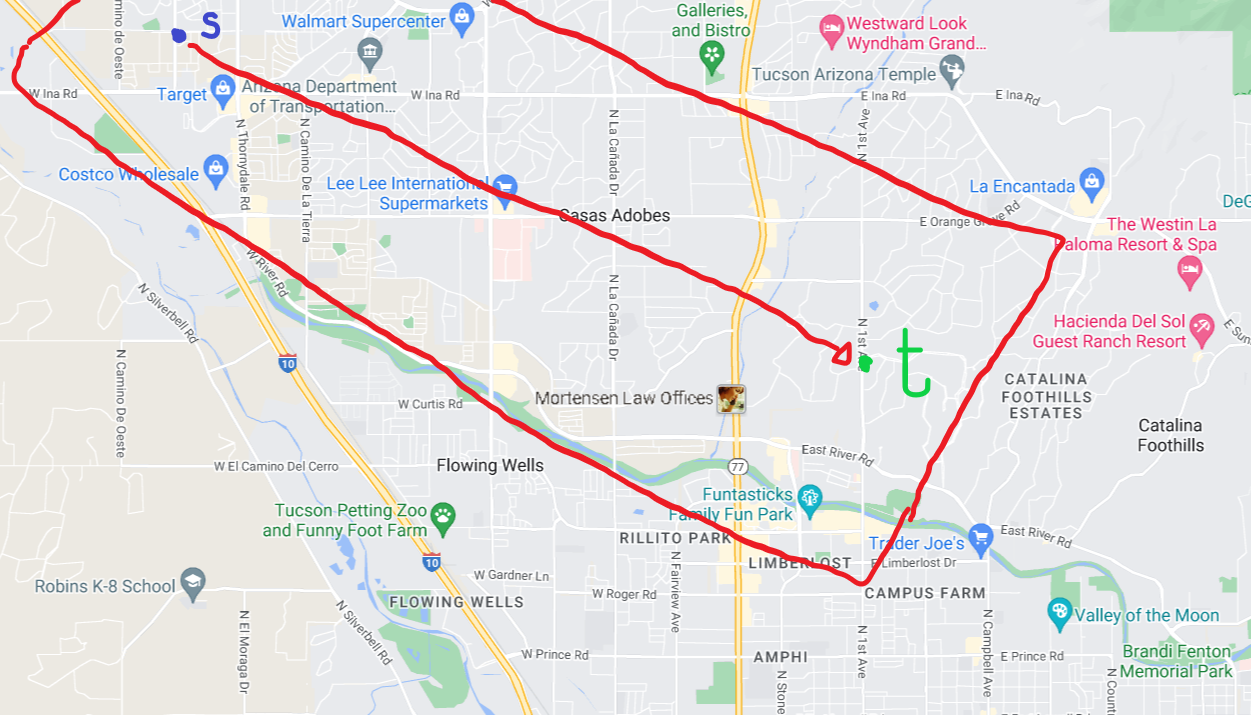 S
Walmart Supercenter
Galleries,
and Bistro
Westward Look
Wyndham Grand...
Tucson Arizona Temple
mino de Oeste
W Ina Rd
Target
Arizona Department
of Transportation...
W Ina Rd
E Ina Rd
E Ina Rd
N 1st Ave
N La Cañada Dr
N Thornydale Rd
N Camino De La Tierra
Costco Wholesale
Lee Lee International
Supermarkets
Casas Adobes
La Encantada
E Orange Grove Rd
DeG
The Westin La
Paloma Resort & Spa
W River Rd
N Silverbell Rd
N La Cañada Dr
N 1st Ave
t
Hacienda Del Sol
Guest Ranch Resort
E Sun
10
N Camino De Oeste
W Curtis Rd
Mortensen Law Offices
CATALINA
FOOTHILLS
ESTATES
Catalina
Foothills
W El Camino Del Cerro
Flowing Wells
77
East River Rd
Funtasticks
Family Fun Park
Tucson Petting Zoo
and Funny Foot Farm
RILLITO PARK
Trader Joe's
East River Rd
10
LIMBERLOST
E Limberlost Dr
Robins K-8 School
W Gardner Ln
W Roger Rd
N Fairview Ave
CAMPUS FARM
FLOWING WELLS
N Silverbell Rd
N El Moraga Dr
Valley of the Moon
W Prince Rd
AMPHI
N 1st Ave
N Campbell Ave
E Prince Rd
Brandi Fenton
Memorial Park
N Stone
N Count